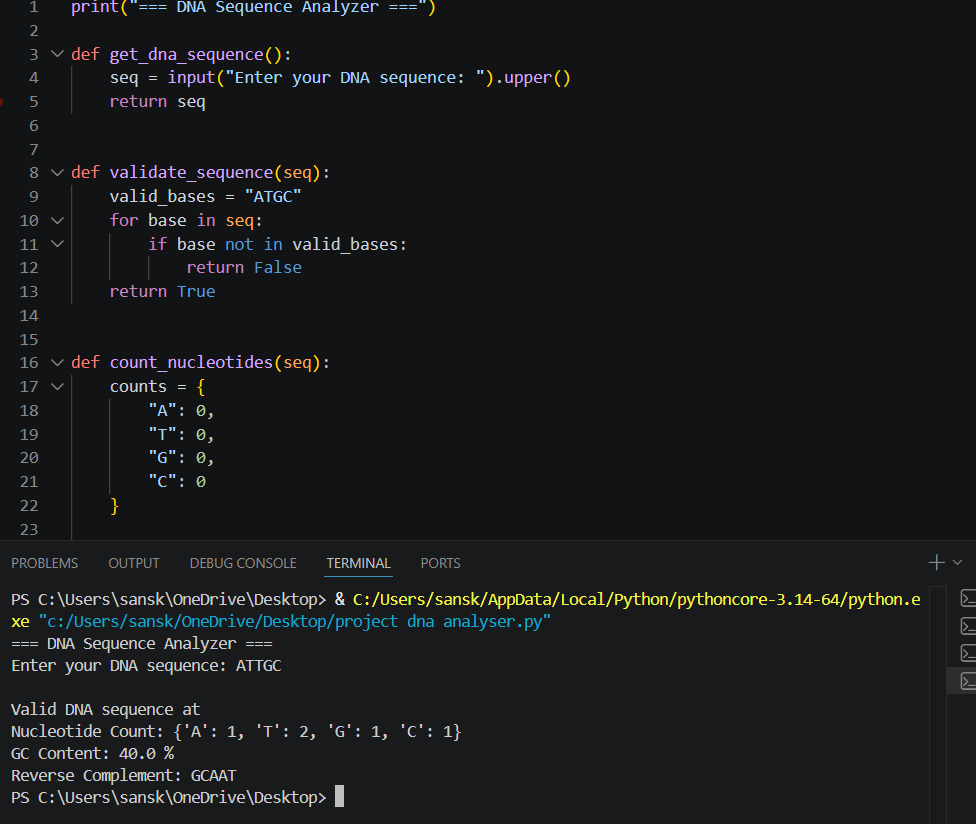 1 print("=== DNA Sequence Analyzer ===")
2
3 def get_dna_sequence():
4     seq = input("Enter your DNA sequence: ").upper()
5     return seq
6
7
8 def validate_sequence(seq):
9     valid_bases = "ATGC"
10     for base in seq:
11         if base not in valid_bases:
12             return False
13     return True
14
15
16 def count_nucleotides(seq):
17     counts = {
18         "A": 0,
19         "T": 0,
20         "G": 0,
21         "C": 0
22     }
23
PROBLEMS OUTPUT DEBUG CONSOLE TERMINAL PORTS
PS C:\Users\sansk\OneDrive\Desktop> & C:/Users/sansk/AppData/Local/Python/pythoncore-3.14-64/python.e
xe "c:/Users/sansk/OneDrive/Desktop/project dna analyser.py"
=== DNA Sequence Analyzer ===
Enter your DNA sequence: ATTGC

Valid DNA sequence at
Nucleotide Count: {'A': 1, 'T': 2, 'G': 1, 'C': 1}
GC Content: 40.0 %
Reverse Complement: GCAAT
PS C:\Users\sansk\OneDrive\Desktop>